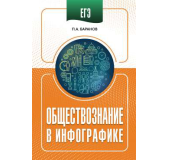 ЕГЭ
П.А. БАРАНОВ
ОБЩЕСТВОЗНАНИЕ
В ИНФОГРАФИКЕ